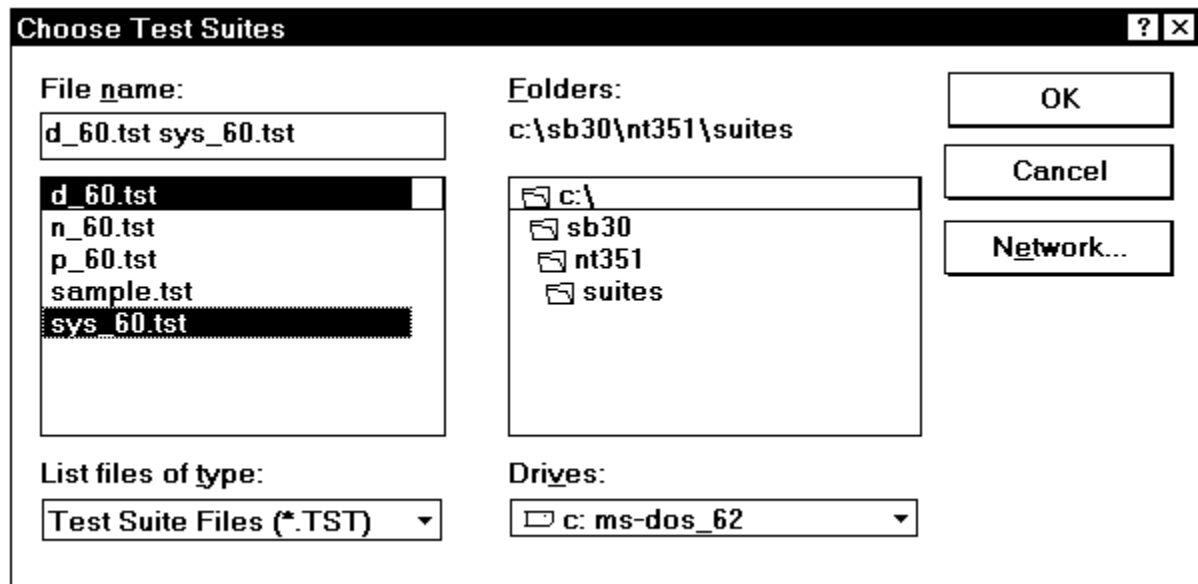 Choose Test Suites
File name:
d_60.tst sys_60.tst
d_60.tst
n_60.tst
p_60.tst
sample.tst
sys_60.tst
List files of type:
Test Suite Files (*.TST)
Folders:
c:\sb30\nt351\suites
c:\
sb30
nt351
suites
Drives:
c: ms-dos_62
OK
Cancel
Network...